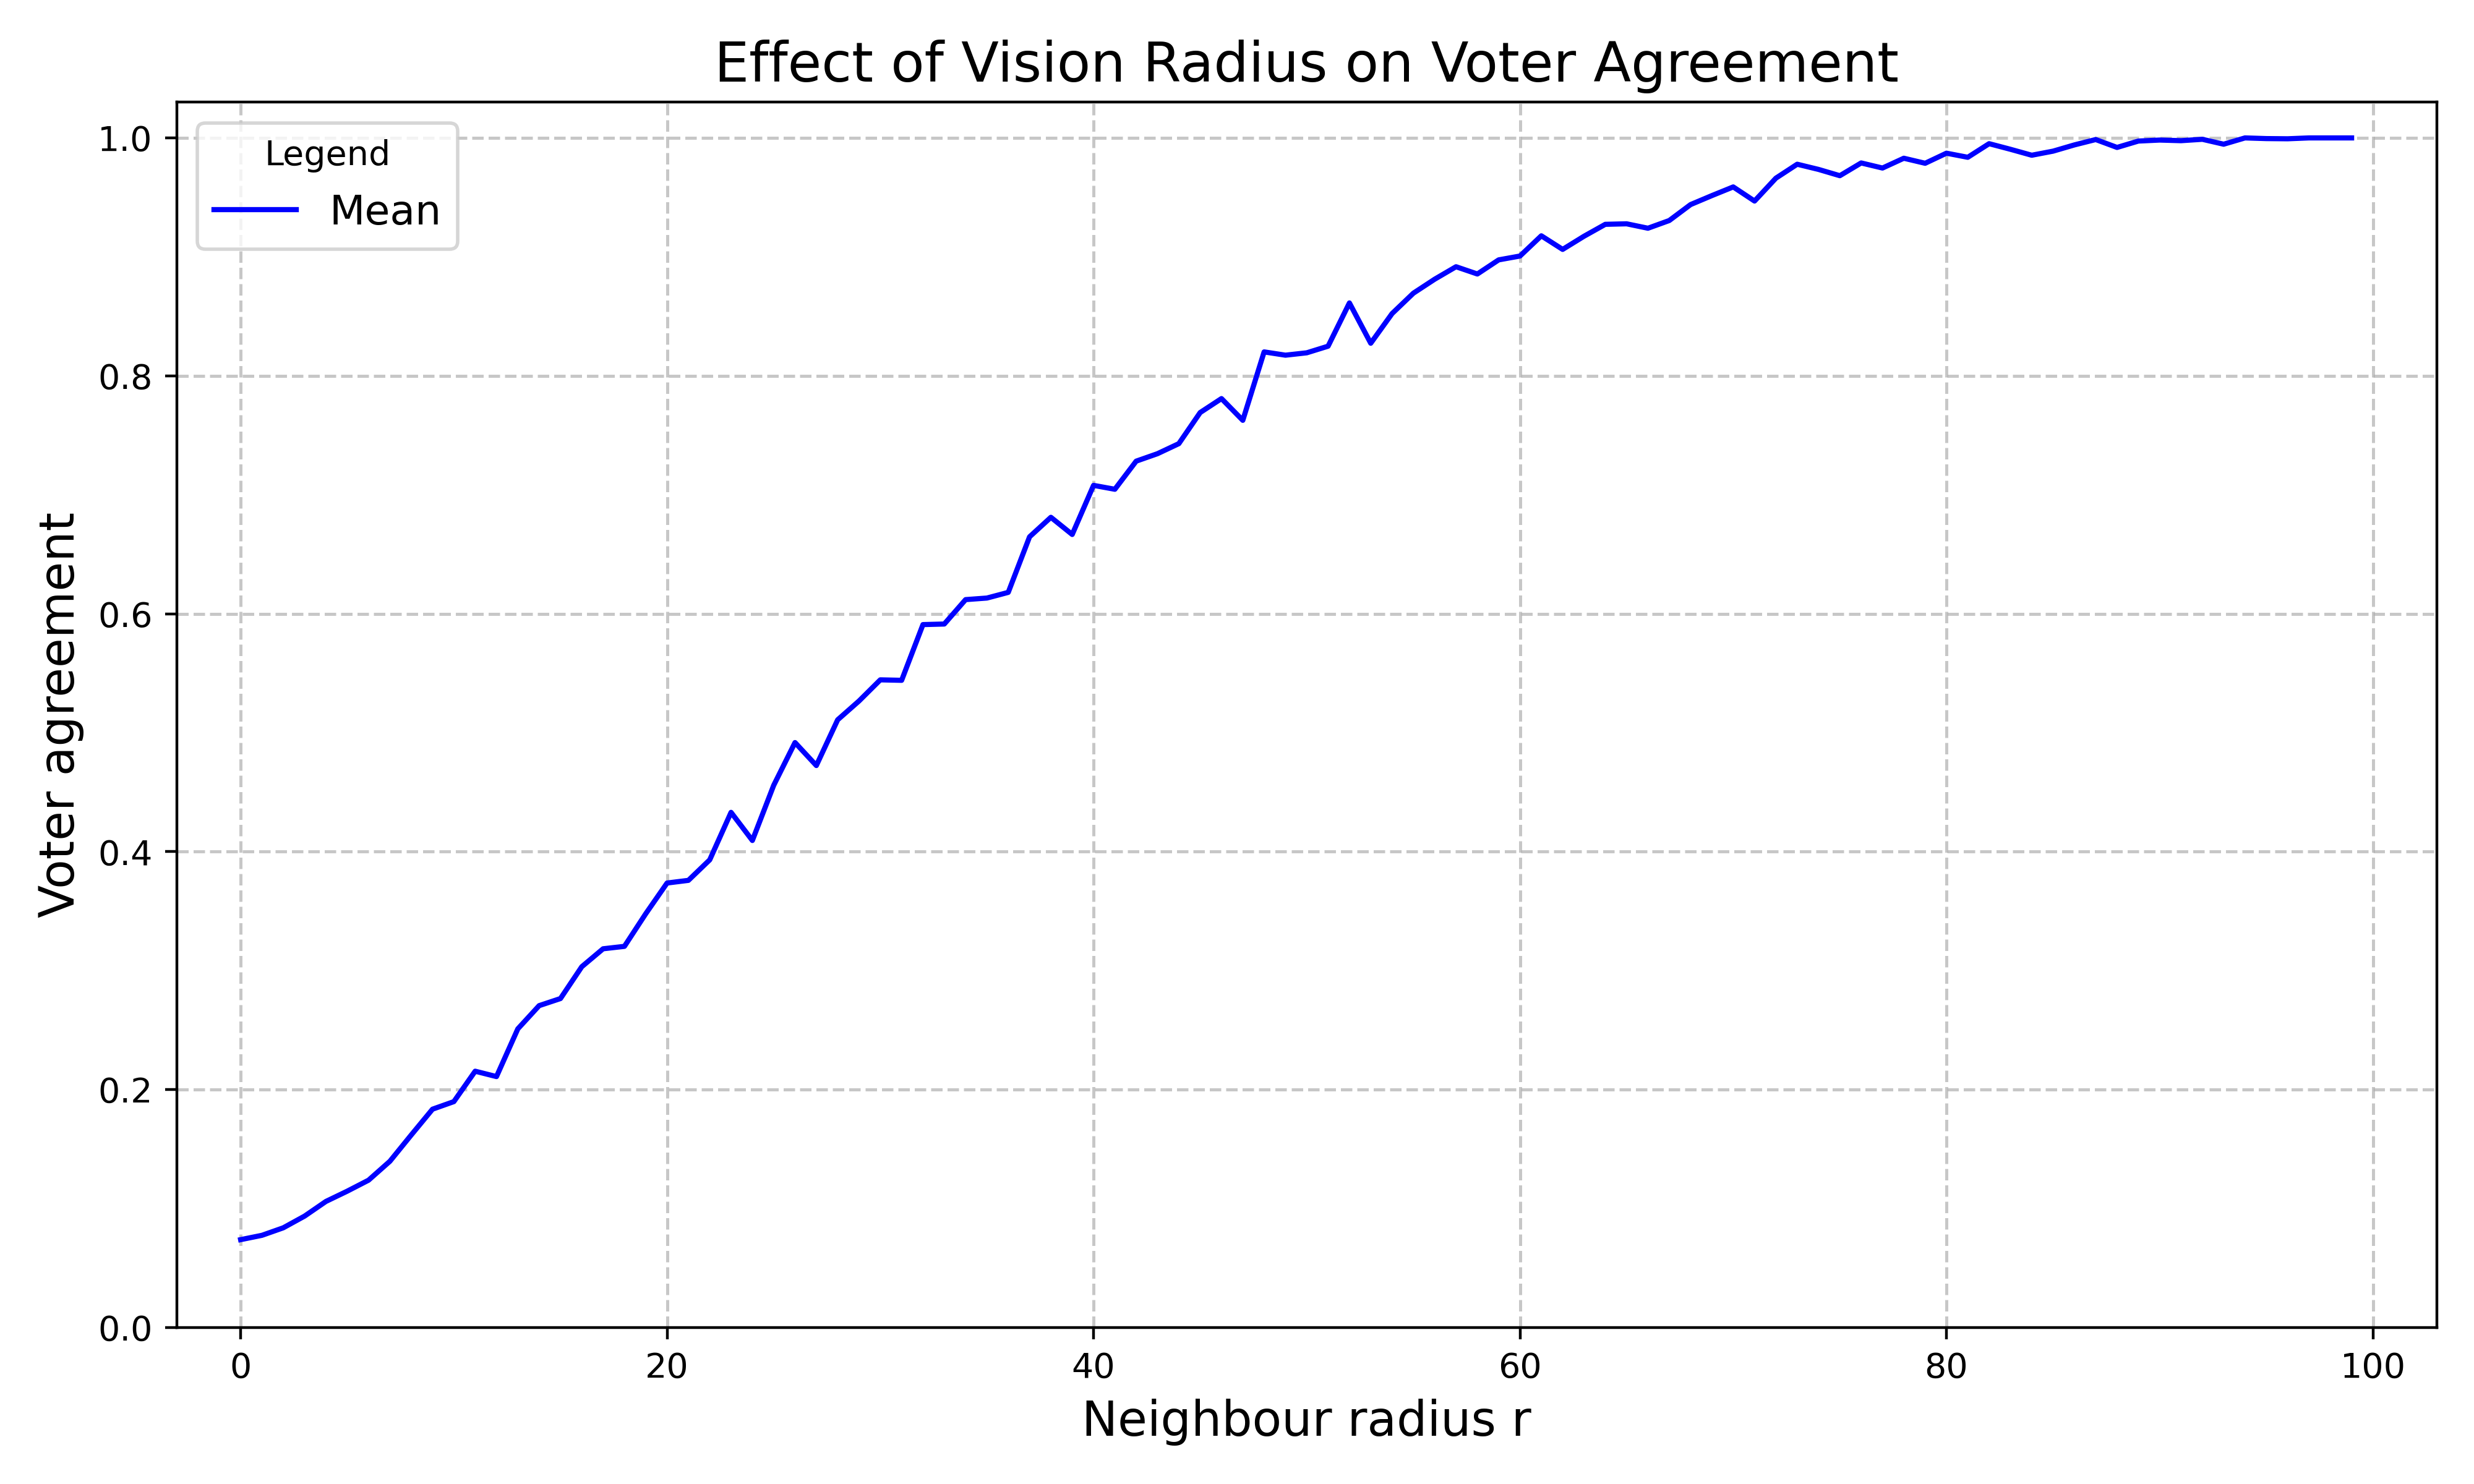 Effect of Vision Radius on Voter Agreement
Legend
Mean
Voter agreement
1.0
0.8
0.6
0.4
0.2
0.0
0
20
40
60
80
100
Neighbour radius r